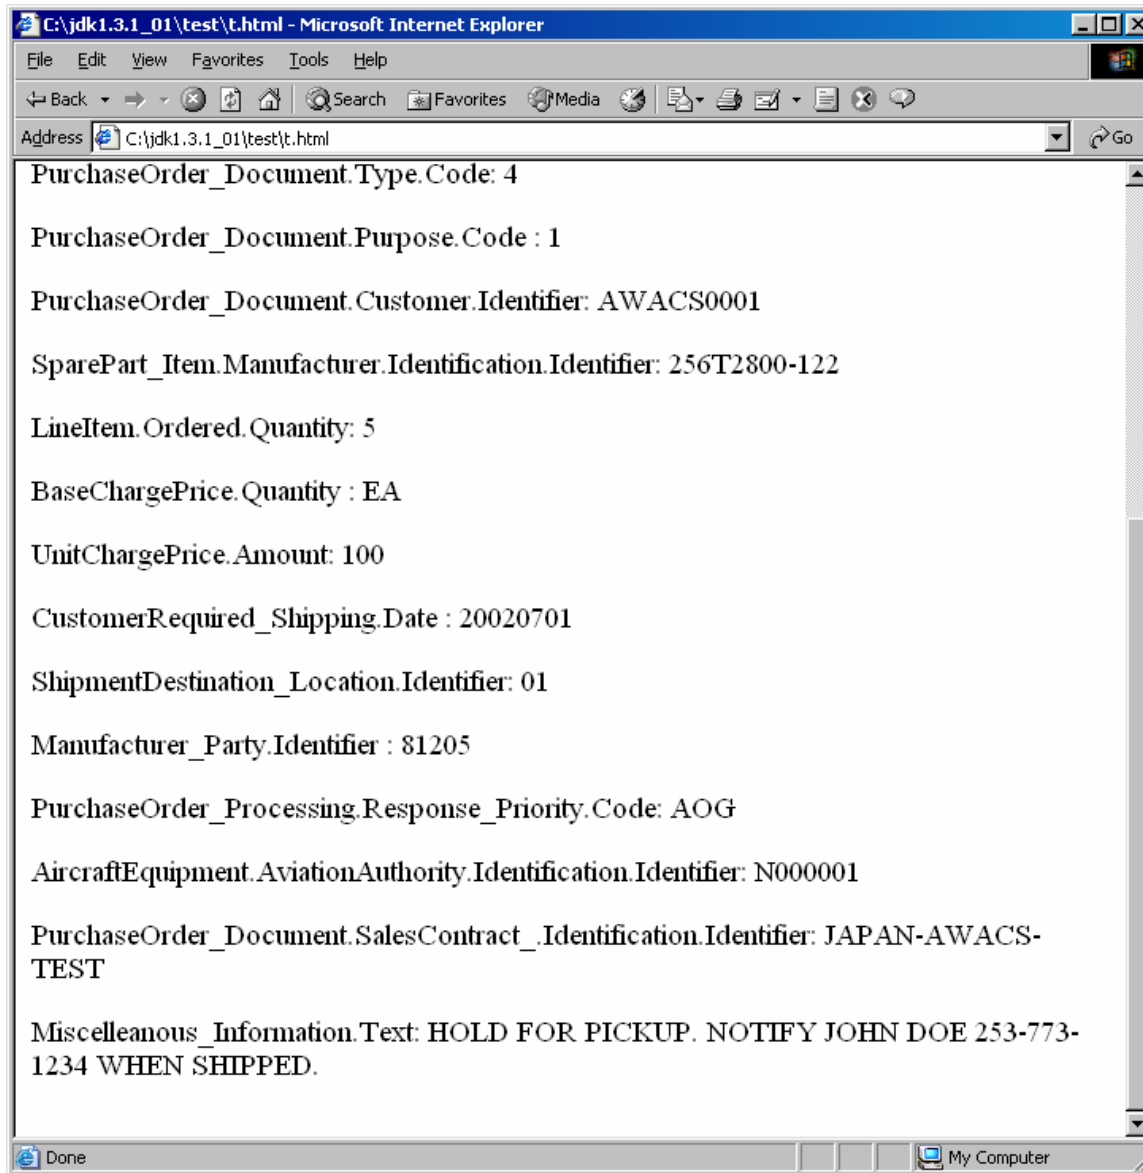 C:\jdk1.3.1_01\test\t.html - Microsoft Internet Explorer
File Edit View Favorites Tools Help
Back Search Favorites Media
Address C:\jdk1.3.1_01\test\t.html Go
PurchaseOrder_Document.Type.Code: 4
PurchaseOrder_Document.Purpose.Code : 1
PurchaseOrder_Document.Customer.Identifier: AWACS0001
SparePart_Item.Manufacturer.Identification.Identifier: 256T2800-122
LineItem.Ordered.Quantity: 5
BaseChargePrice.Quantity : EA
UnitChargePrice.Amount: 100
CustomerRequired_Shipping.Date : 20020701
ShipmentDestination_Location.Identifier: 01
Manufacturer_Party.Identifier : 81205
PurchaseOrder_Processing.Response_Priority.Code: AOG
AircraftEquipment.AviationAuthority.Identification.Identifier: N000001
PurchaseOrder_Document.SalesContract_.Identification.Identifier: JAPAN-AWACS-
TEST
Miscelleanous_Information.Text: HOLD FOR PICKUP. NOTIFY JOHN DOE 253-773-
1234 WHEN SHIPPED.
Done My Computer